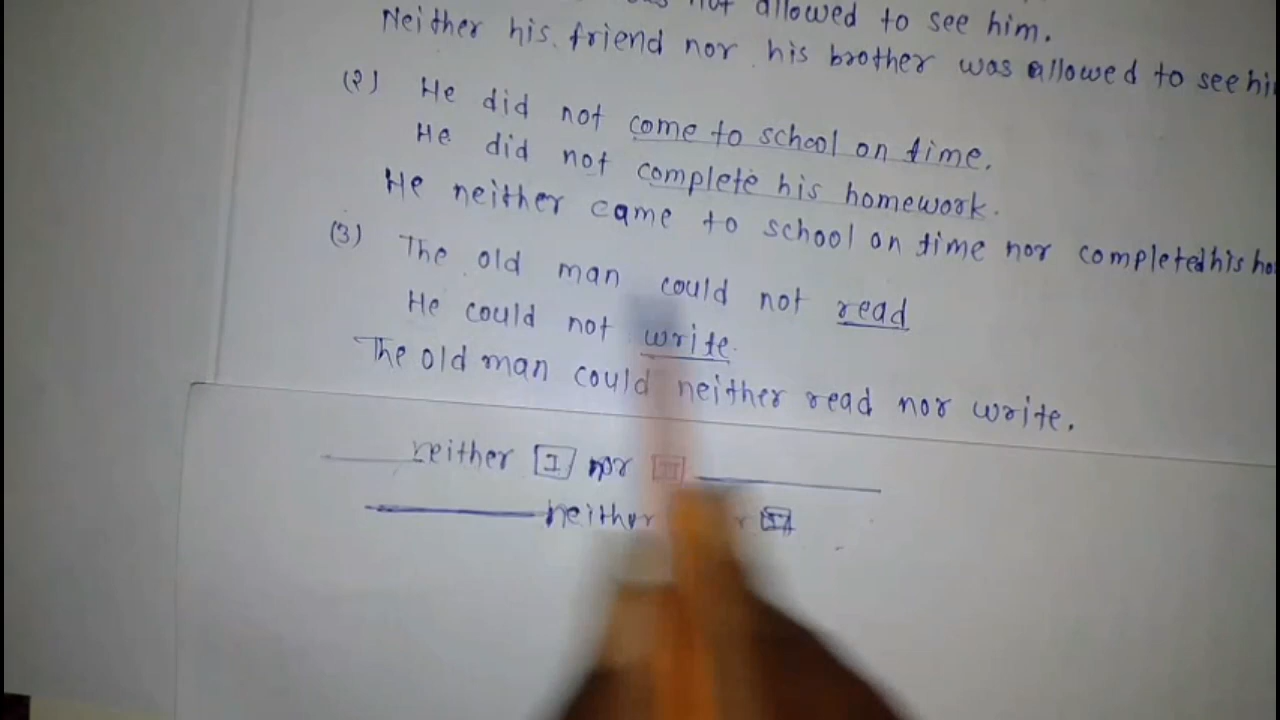 not allowed to see him.
Neither his friend nor his brother was allowed to see hi
(२) He did not come to school on time.
He did not complete his homework.
He neither came to school on time nor completed his ho
(3) The old man could not read
He could not write.
The old man could neither read nor write.
neither I nor II
neither